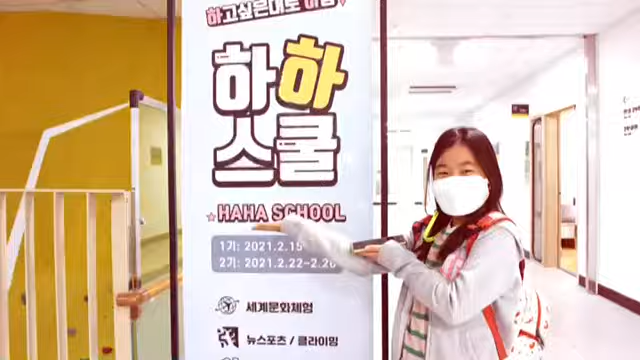 하고싶은대로 하남♥
하하
스쿨
★HAHA SCHOOL
1기: 2021.2.15
2기: 2021.2.22~2.26
세계문화체험
뉴스포츠 / 클라이밍